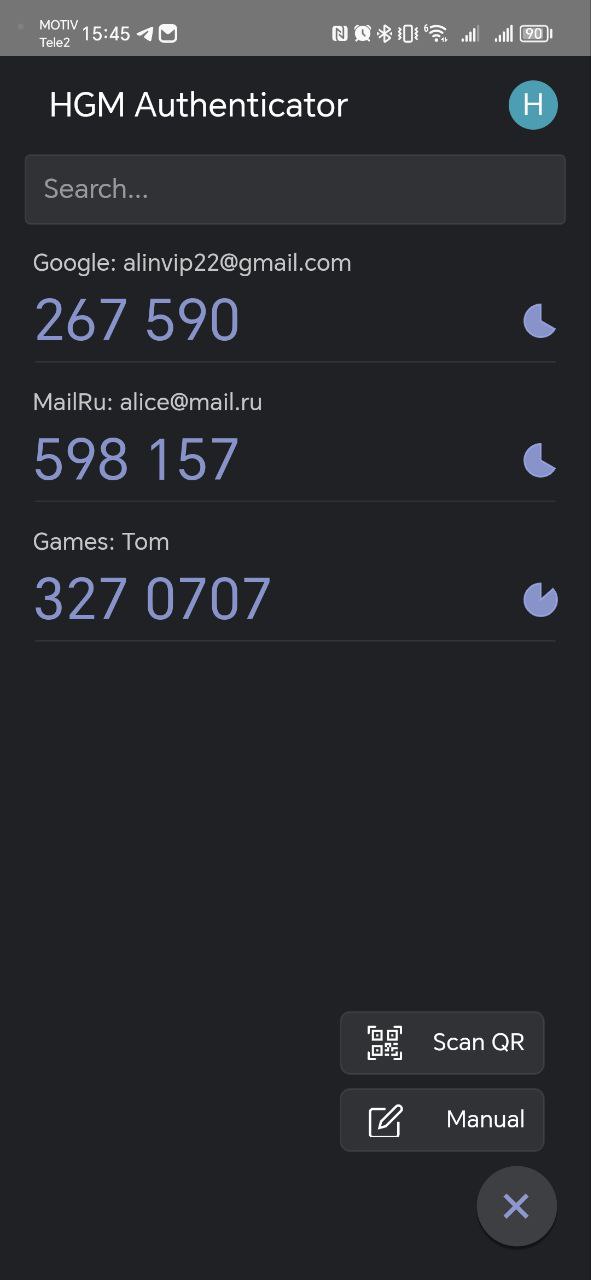 MOTIV
Tele2
15:45
6
90
HGM Authenticator
H
Search...
Google: alinvip22@gmail.com
267 590
MailRu: alice@mail.ru
598 157
Games: Tom
327 0707
Scan QR
Manual